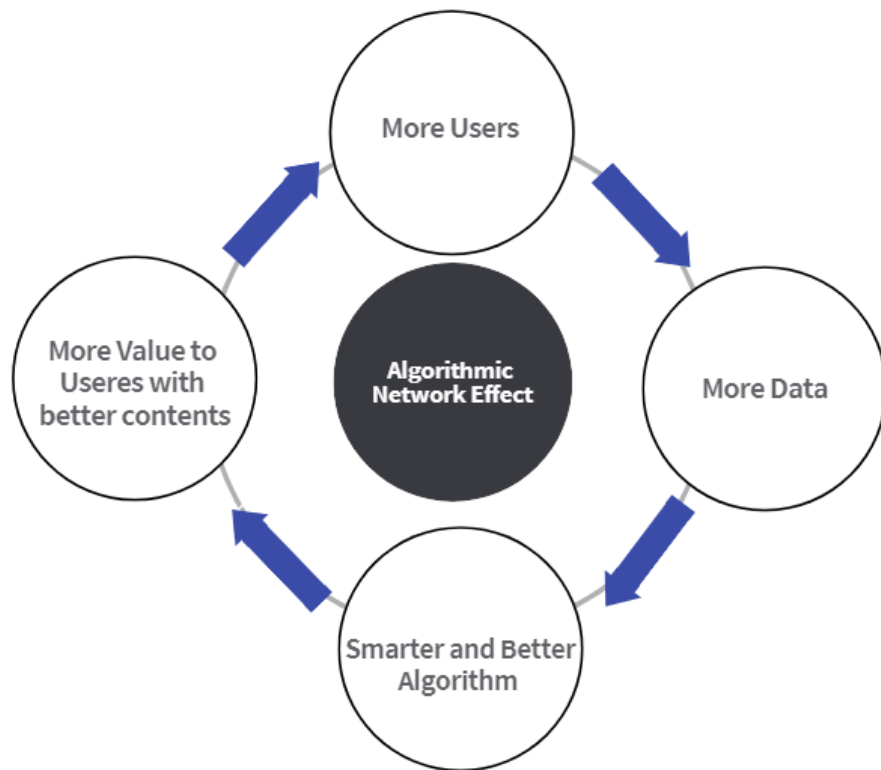 More Users
More Data
Smarter and Better
Algorithm
More Value to
Useres with
better contents
Algorithmic
Network Effect